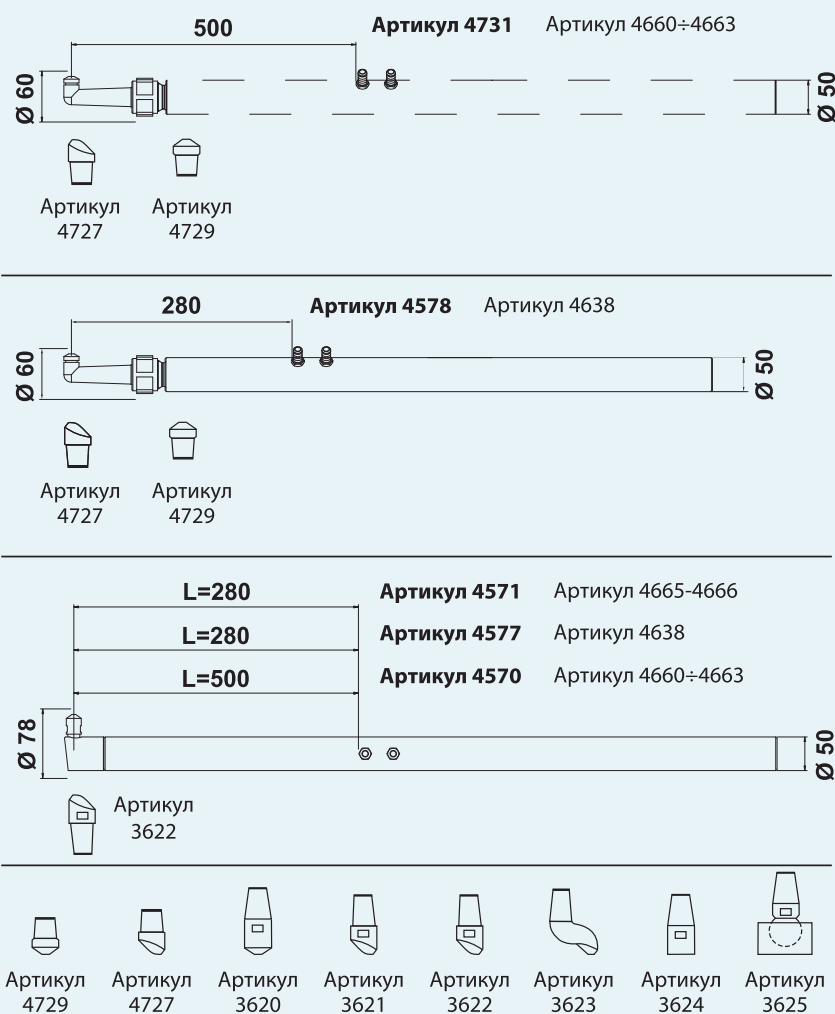 500
Артикул 4731 Артикул 4660÷4663
Ø 60
Ø 50
Артикул Артикул
4727 4729
280
Артикул 4578 Артикул 4638
Ø 60
Ø 50
Артикул Артикул
4727 4729
L=280 Артикул 4571 Артикул 4665-4666
L=280 Артикул 4577 Артикул 4638
L=500 Артикул 4570 Артикул 4660÷4663
Ø 78
Ø 50
Артикул
3622
Артикул Артикул Артикул Артикул Артикул Артикул Артикул Артикул
4729 4727 3620 3621 3622 3623 3624 3625